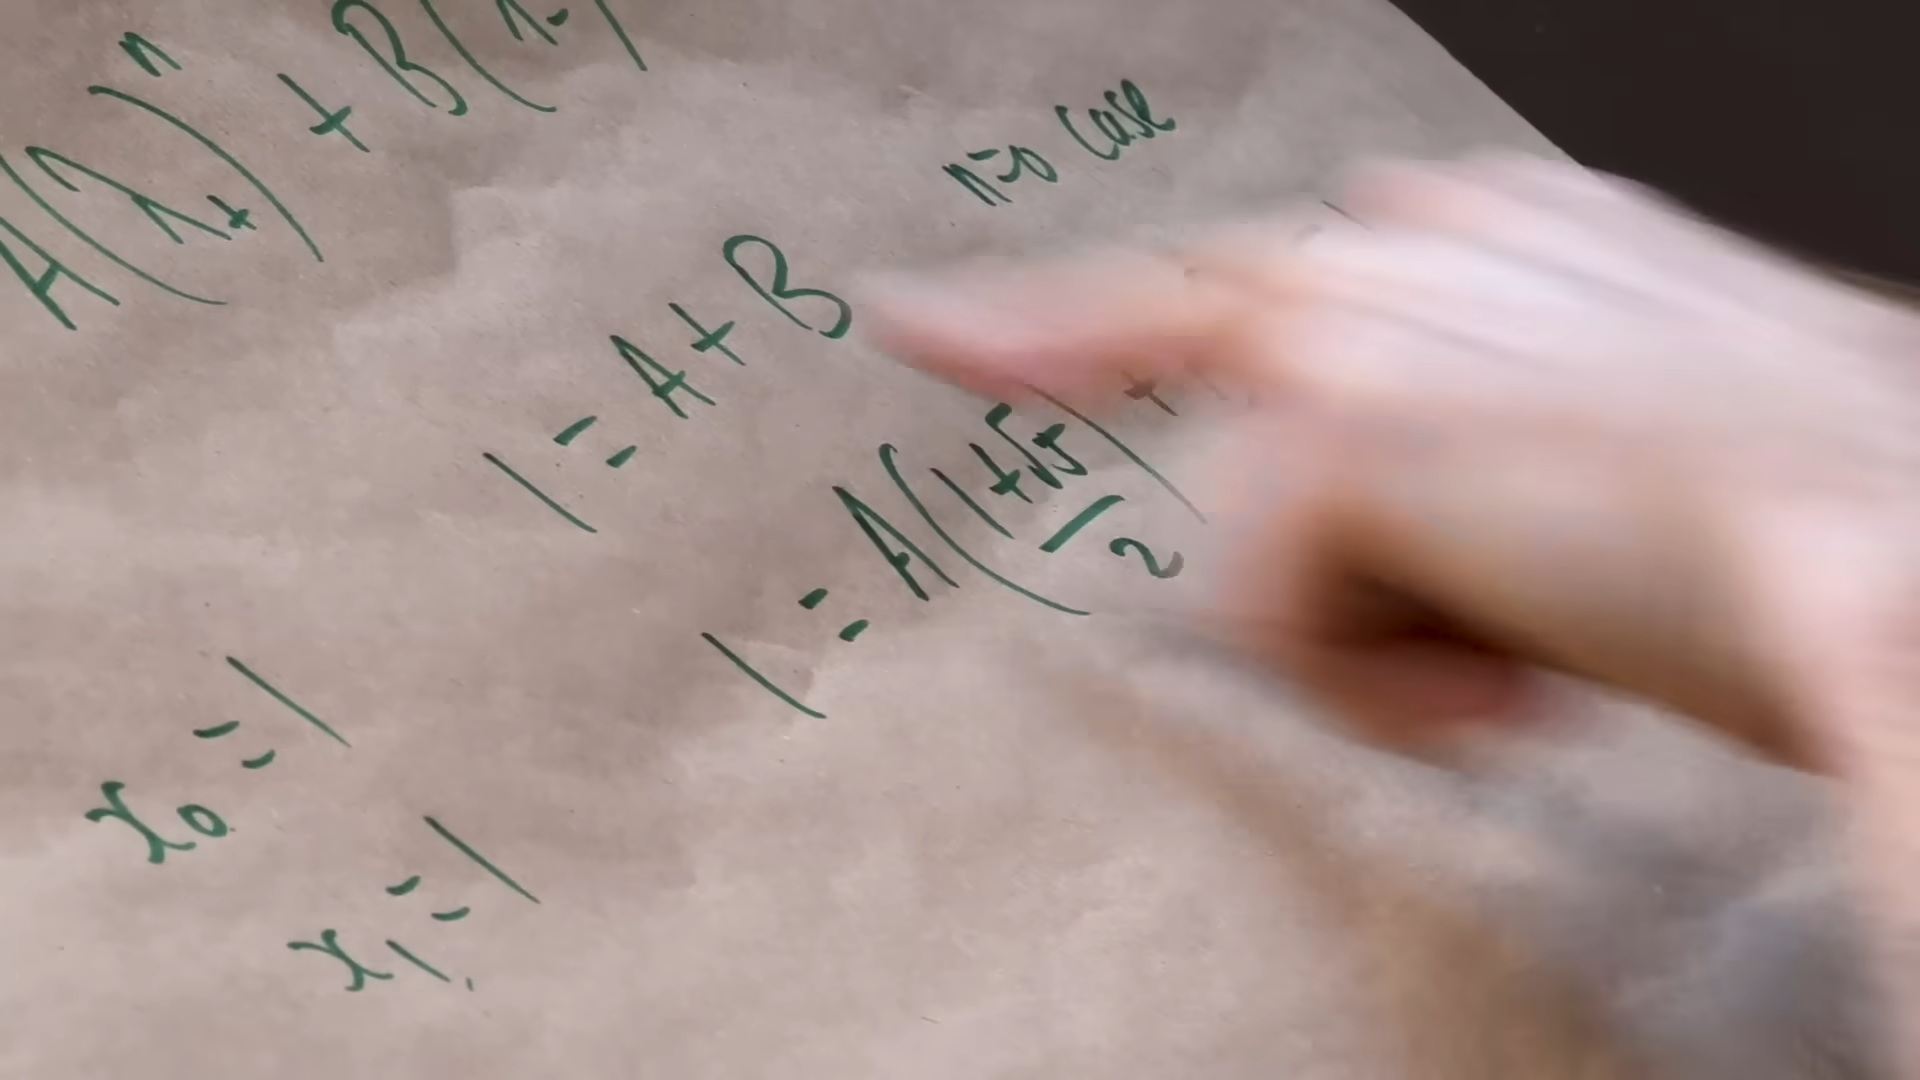 A(λ₊)ⁿ + B(λ₋)
n=0 case
1 = A + B
1 = A((1+√5)/2) +
x₀ = 1
x₁ = 1